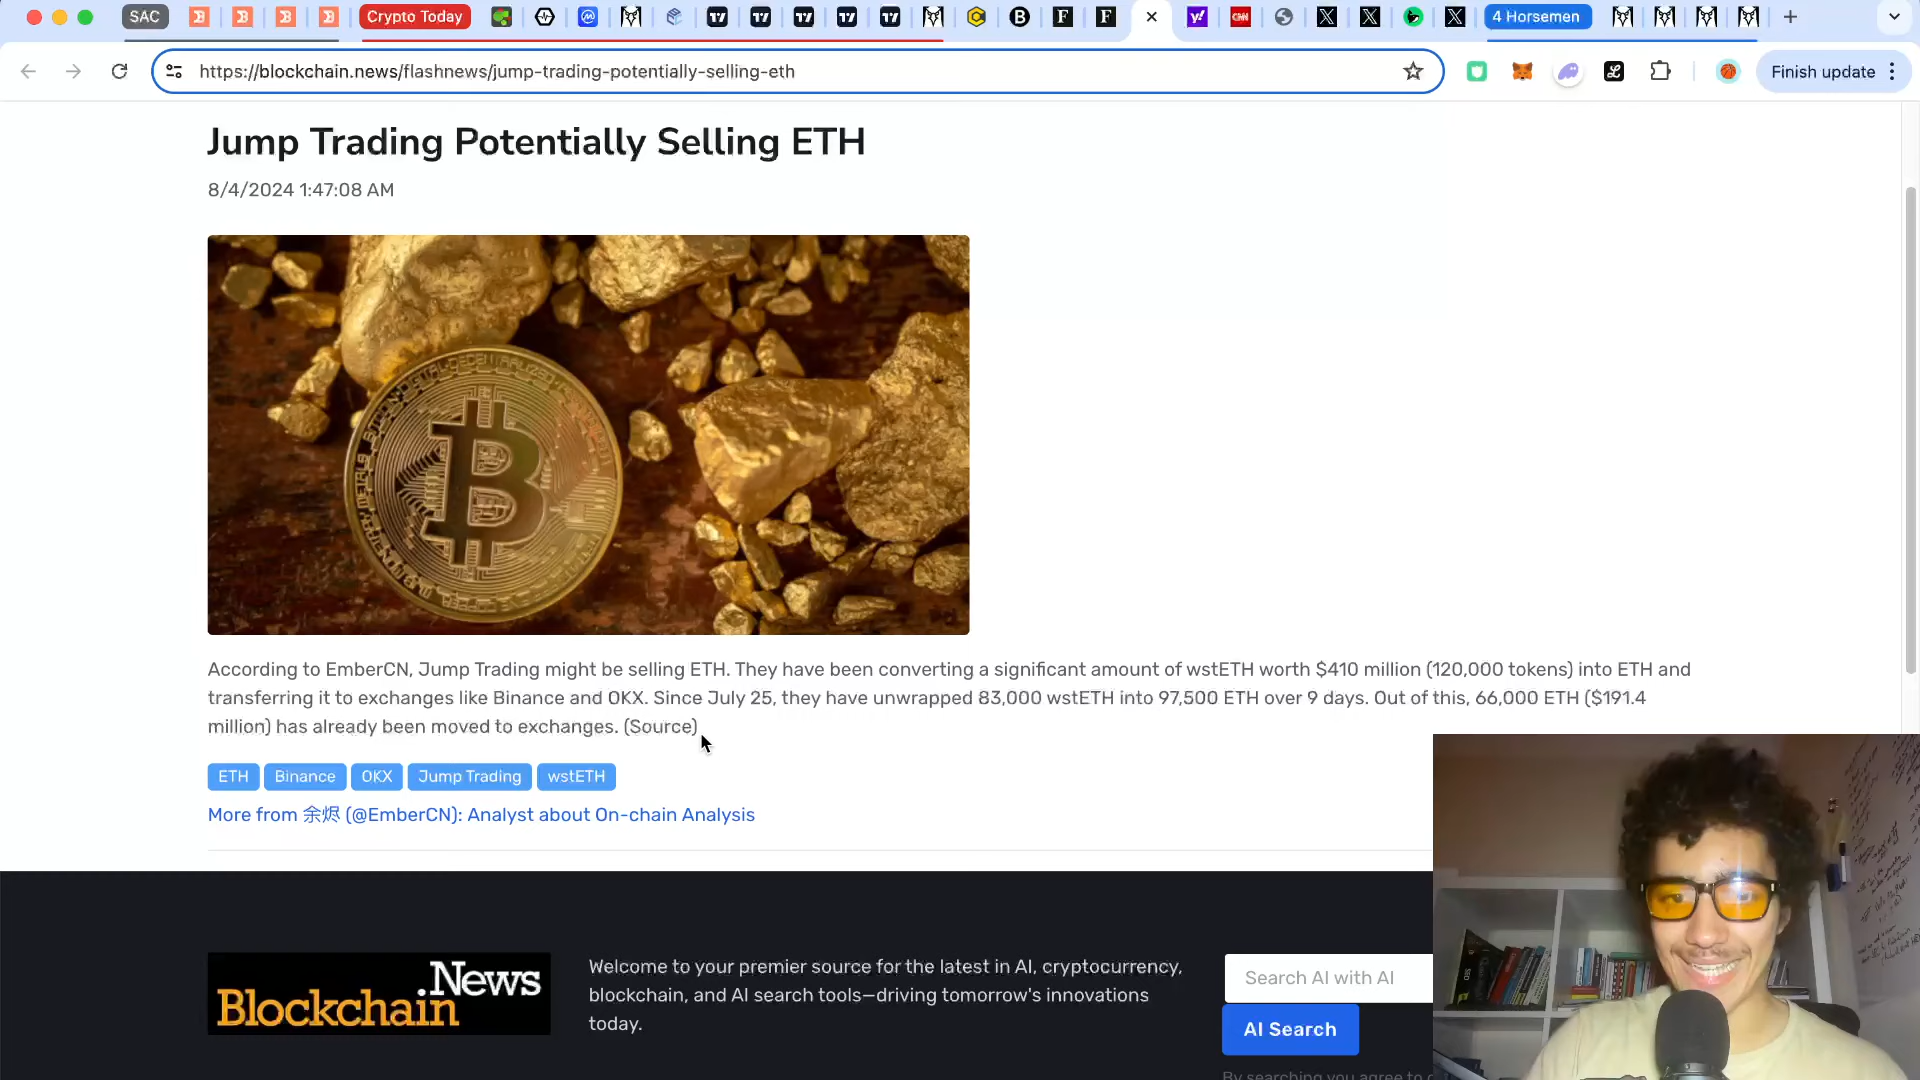 SAC
Crypto Today
4 Horsemen
https://blockchain.news/flashnews/jump-trading-potentially-selling-eth
Finish update
Jump Trading Potentially Selling ETH
8/4/2024 1:47:08 AM
According to EmberCN, Jump Trading might be selling ETH. They have been converting a significant amount of wstETH worth $410 million (120,000 tokens) into ETH and
transferring it to exchanges like Binance and OKX. Since July 25, they have unwrapped 83,000 wstETH into 97,500 ETH over 9 days. Out of this, 66,000 ETH ($191.4
million) has already been moved to exchanges. (Source)
ETH Binance OKX Jump Trading wstETH
More from 余烬 (@EmberCN): Analyst about On-chain Analysis
Blockchain.News
Welcome to your premier source for the latest in AI, cryptocurrency,
blockchain, and AI search tools—driving tomorrow's innovations
today.
Search AI with AI
AI Search
By searching you agree to